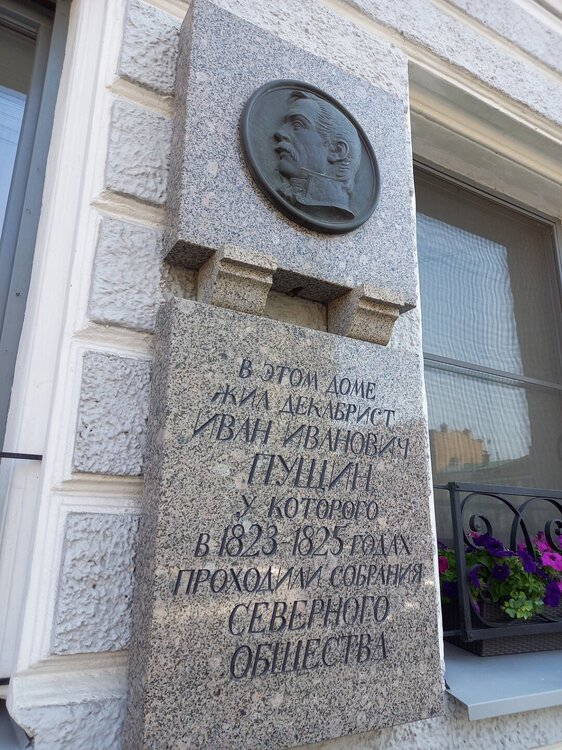 В ЭТОМ ДОМЕ
ЖИЛ ДЕКАБРИСТ
ИВАН ИВАНОВИЧ
ПУЩИН,
У КОТОРОГО
В 1823–1825 ГОДАХ
ПРОХОДИЛИ СОБРАНИЯ
СЕВЕРНОГО
ОБЩЕСТВА